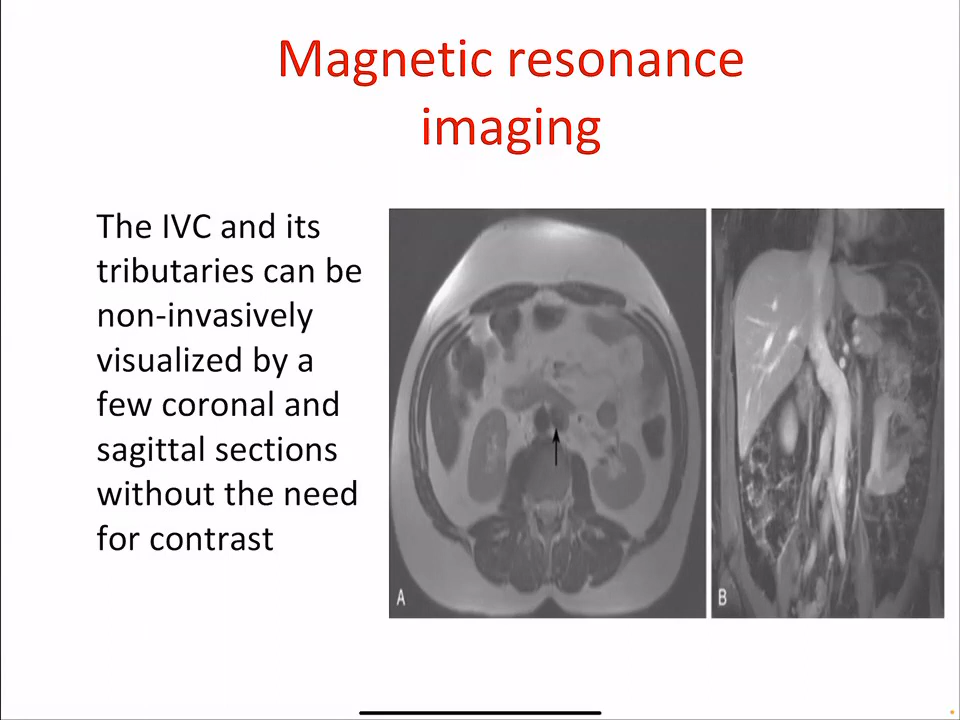 Magnetic resonance
imaging
The IVC and its
tributaries can be
non-invasively
visualized by a
few coronal and
sagittal sections
without the need
for contrast
A
B